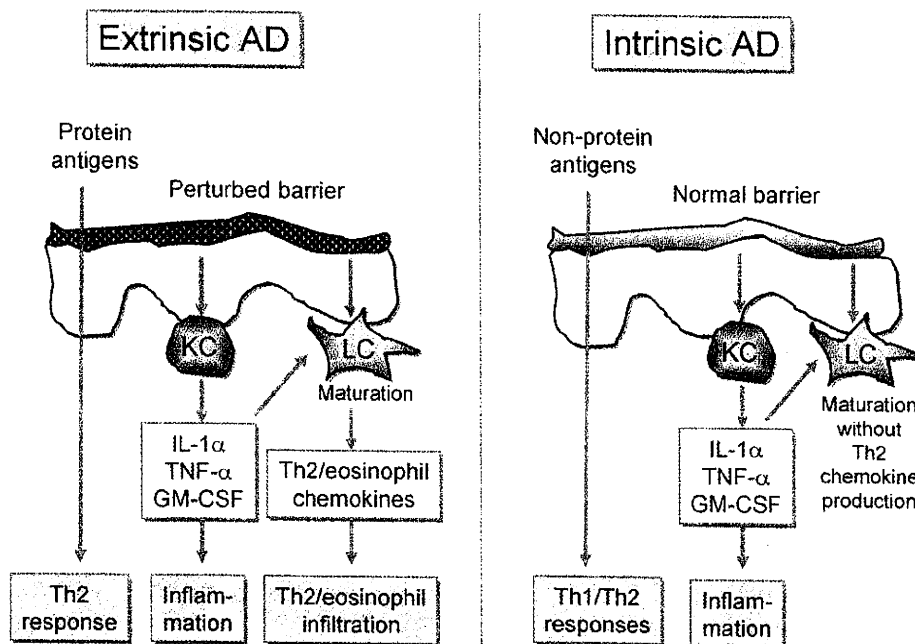 Extrinsic AD
Protein
antigens
Perturbed barrier
KC
LC
Maturation
IL-1α
TNF-α
GM-CSF
Th2/eosinophil
chemokines
Th2
response
Inflam-
mation
Th2/eosinophil
infiltration
Intrinsic AD
Non-protein
antigens
Normal barrier
KC
LC
Maturation
without
Th2
chemokine
production
IL-1α
TNF-α
GM-CSF
Th1/Th2
responses
Inflam-
mation